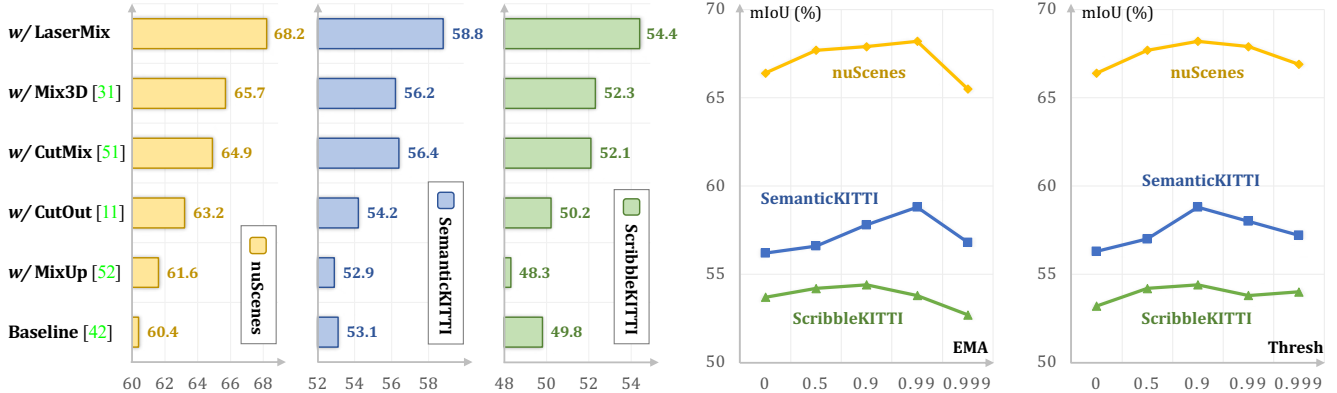 w/ LaserMix
w/ Mix3D [31]
w/ CutMix [51]
w/ CutOut [11]
w/ MixUp [52]
Baseline [42]
68.2
65.7
64.9
63.2
61.6
60.4
nuScenes
60 62 64 66 68
58.8
56.2
56.4
54.2
52.9
53.1
SemanticKITTI
52 54 56 58
54.4
52.3
52.1
50.2
48.3
49.8
ScribbleKITTI
48 50 52 54
mIoU (%)
70
65
60
55
50
nuScenes
SemanticKITTI
ScribbleKITTI
EMA
0 0.5 0.9 0.99 0.999
mIoU (%)
70
65
60
55
50
nuScenes
SemanticKITTI
ScribbleKITTI
Thresh
0 0.5 0.9 0.99 0.999